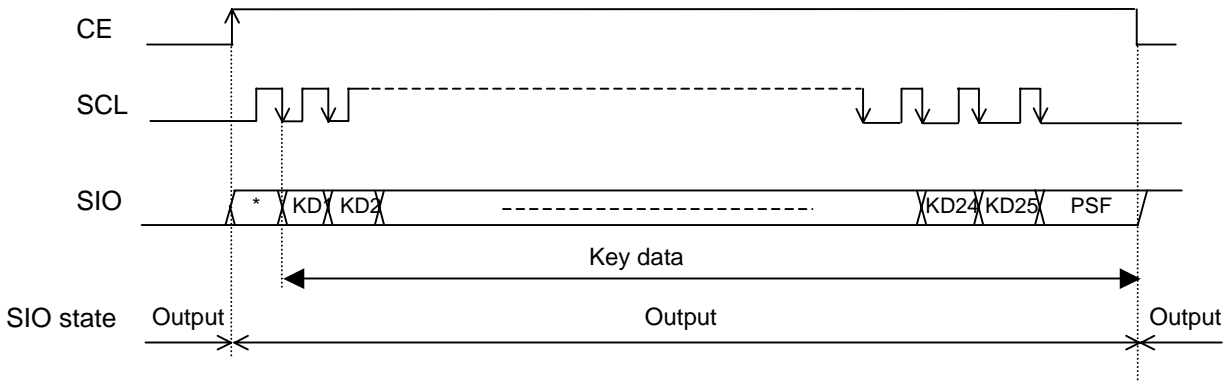 CE
SCL
SIO
* KD1 KD2 KD24 KD25 PSF
Key data
SIO state Output Output Output